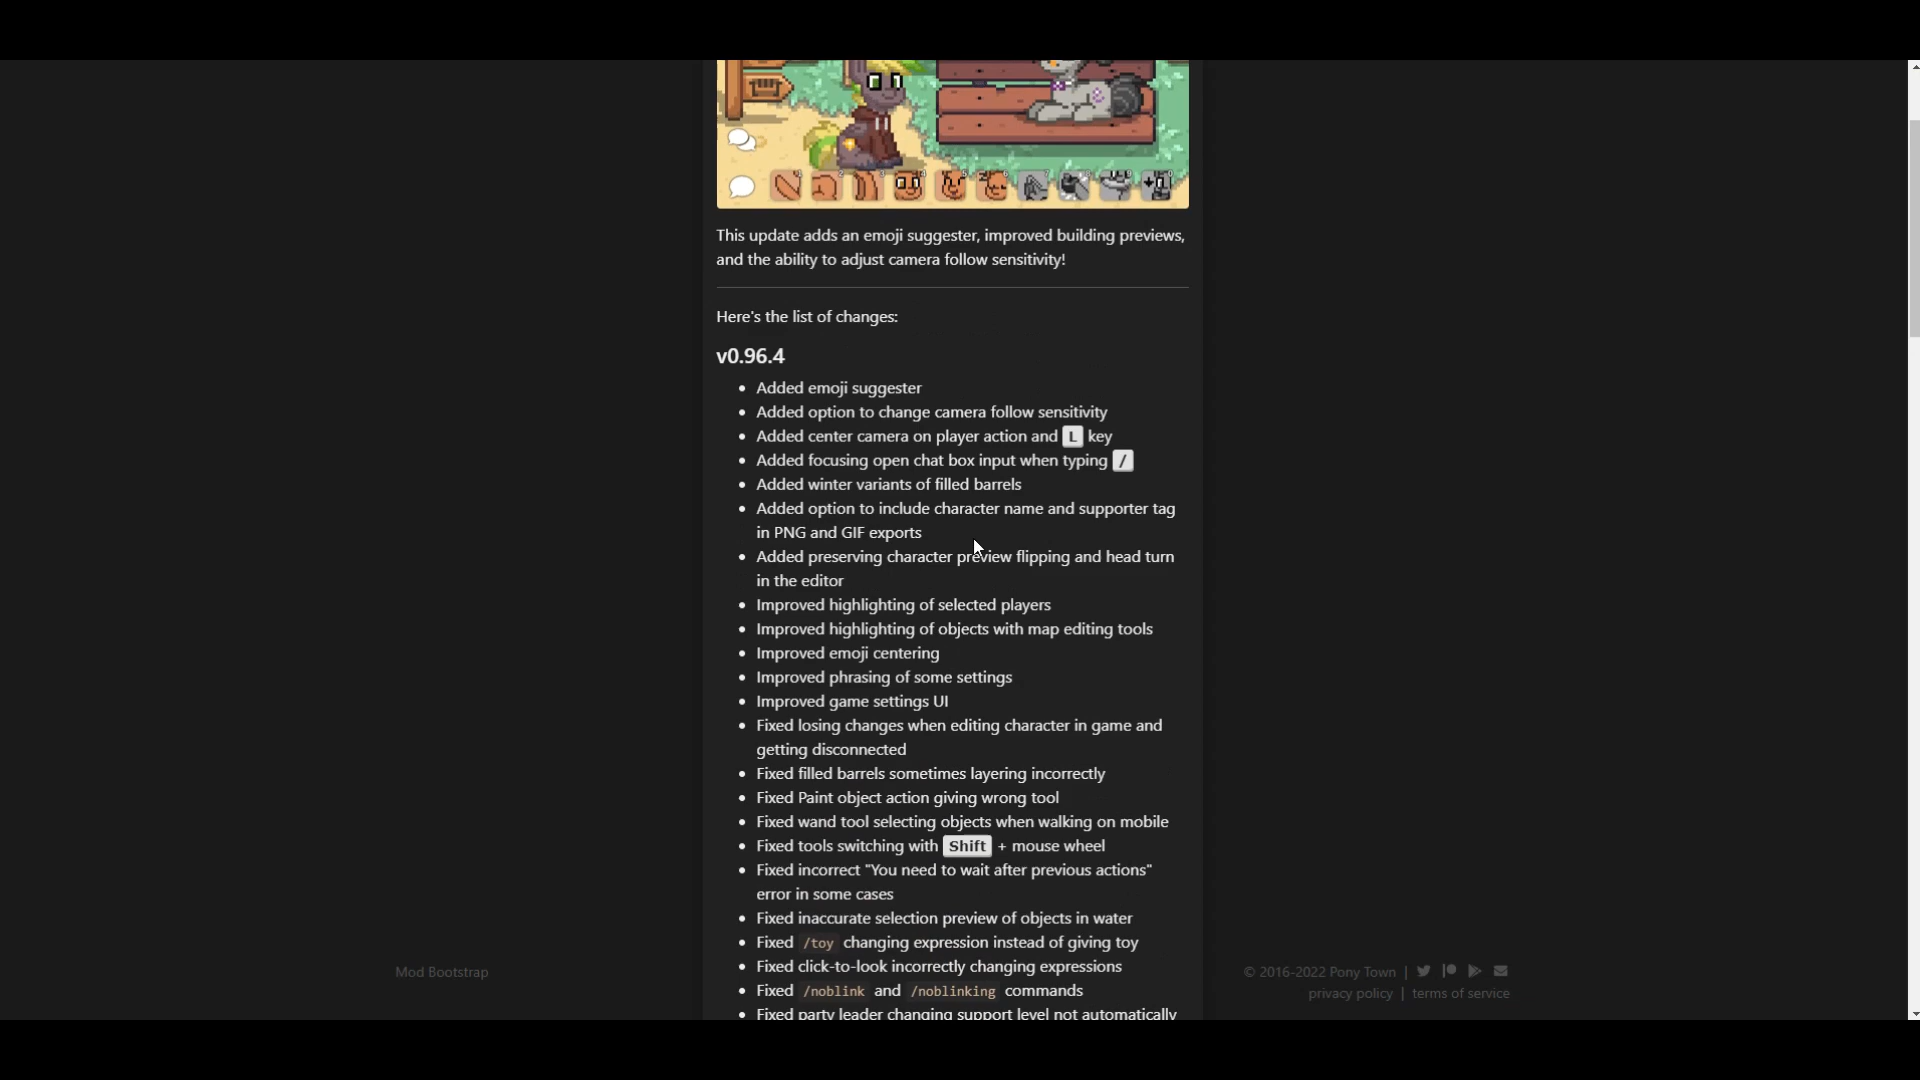 This update adds an emoji suggester, improved building previews,
and the ability to adjust camera follow sensitivity!
Here's the list of changes:
v0.96.4
• Added emoji suggester
• Added option to change camera follow sensitivity
• Added center camera on player action and L key
• Added focusing open chat box input when typing /
• Added winter variants of filled barrels
• Added option to include character name and supporter tag
in PNG and GIF exports
• Added preserving character preview flipping and head turn
in the editor
• Improved highlighting of selected players
• Improved highlighting of objects with map editing tools
• Improved emoji centering
• Improved phrasing of some settings
• Improved game settings UI
• Fixed losing changes when editing character in game and
getting disconnected
• Fixed filled barrels sometimes layering incorrectly
• Fixed Paint object action giving wrong tool
• Fixed wand tool selecting objects when walking on mobile
• Fixed tools switching with Shift + mouse wheel
• Fixed incorrect "You need to wait after previous actions"
error in some cases
• Fixed inaccurate selection preview of objects in water
• Fixed /toy changing expression instead of giving toy
• Fixed click-to-look incorrectly changing expressions
• Fixed /noblink and /noblinking commands
• Fixed party leader changing support level not automatically
Mod Bootstrap
© 2016-2022 Pony Town |
privacy policy | terms of service